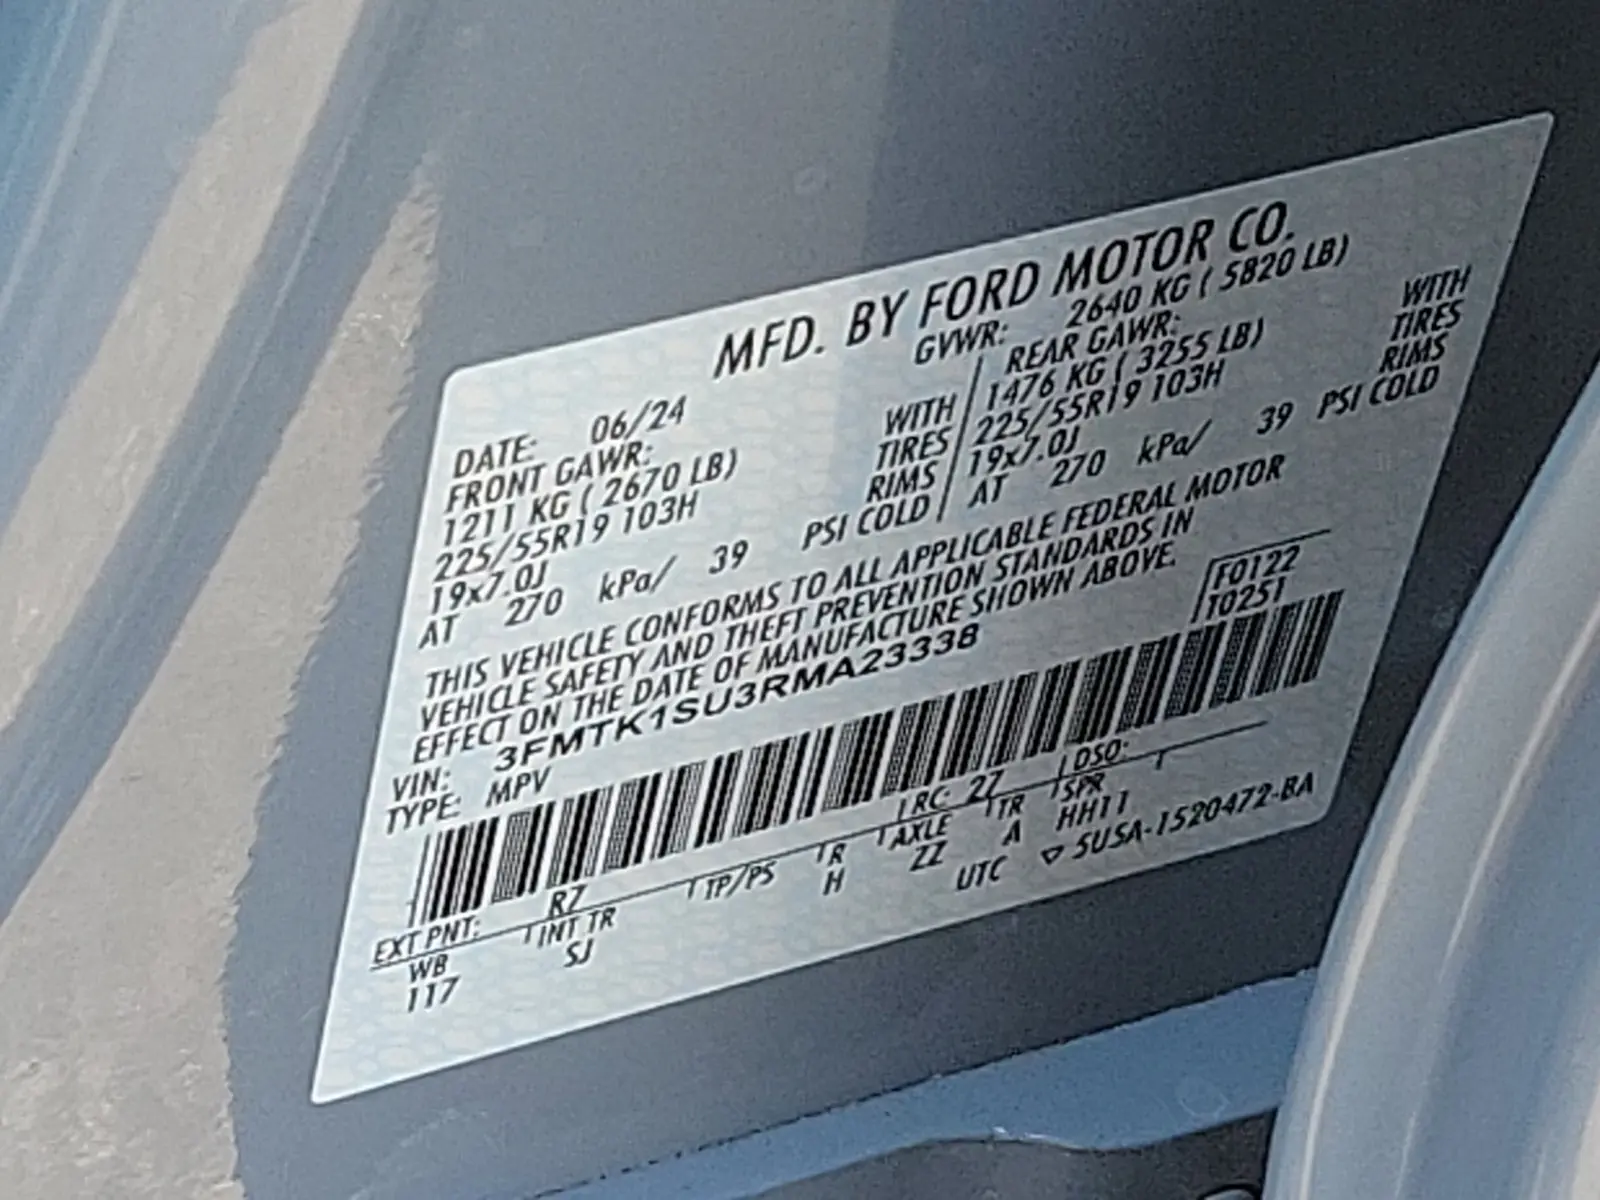 MFD. BY FORD MOTOR CO.
DATE: 06/24 GVWR: 2640 KG ( 5820 LB)
FRONT GAWR: REAR GAWR:
1211 KG ( 2670 LB) WITH 1476 KG ( 3255 LB) WITH
225/55R19 103H TIRES 225/55R19 103H TIRES
19x7.0J RIMS 19x7.0J RIMS
AT 270 kPa/ 39 PSI COLD AT 270 kPa/ 39 PSI COLD
THIS VEHICLE CONFORMS TO ALL APPLICABLE FEDERAL MOTOR
VEHICLE SAFETY AND THEFT PREVENTION STANDARDS IN
EFFECT ON THE DATE OF MANUFACTURE SHOWN ABOVE.
VIN: 3FMTK1SU3RMA23338 F0122
TYPE: MPV T0251
EXT PNT: R7 RC: 27 DSO:
WB INT TR TP/PS R AXLE TR SPR
117 SJ H ZZ A HH11
UTC ▽ 5USA-1520472-BA